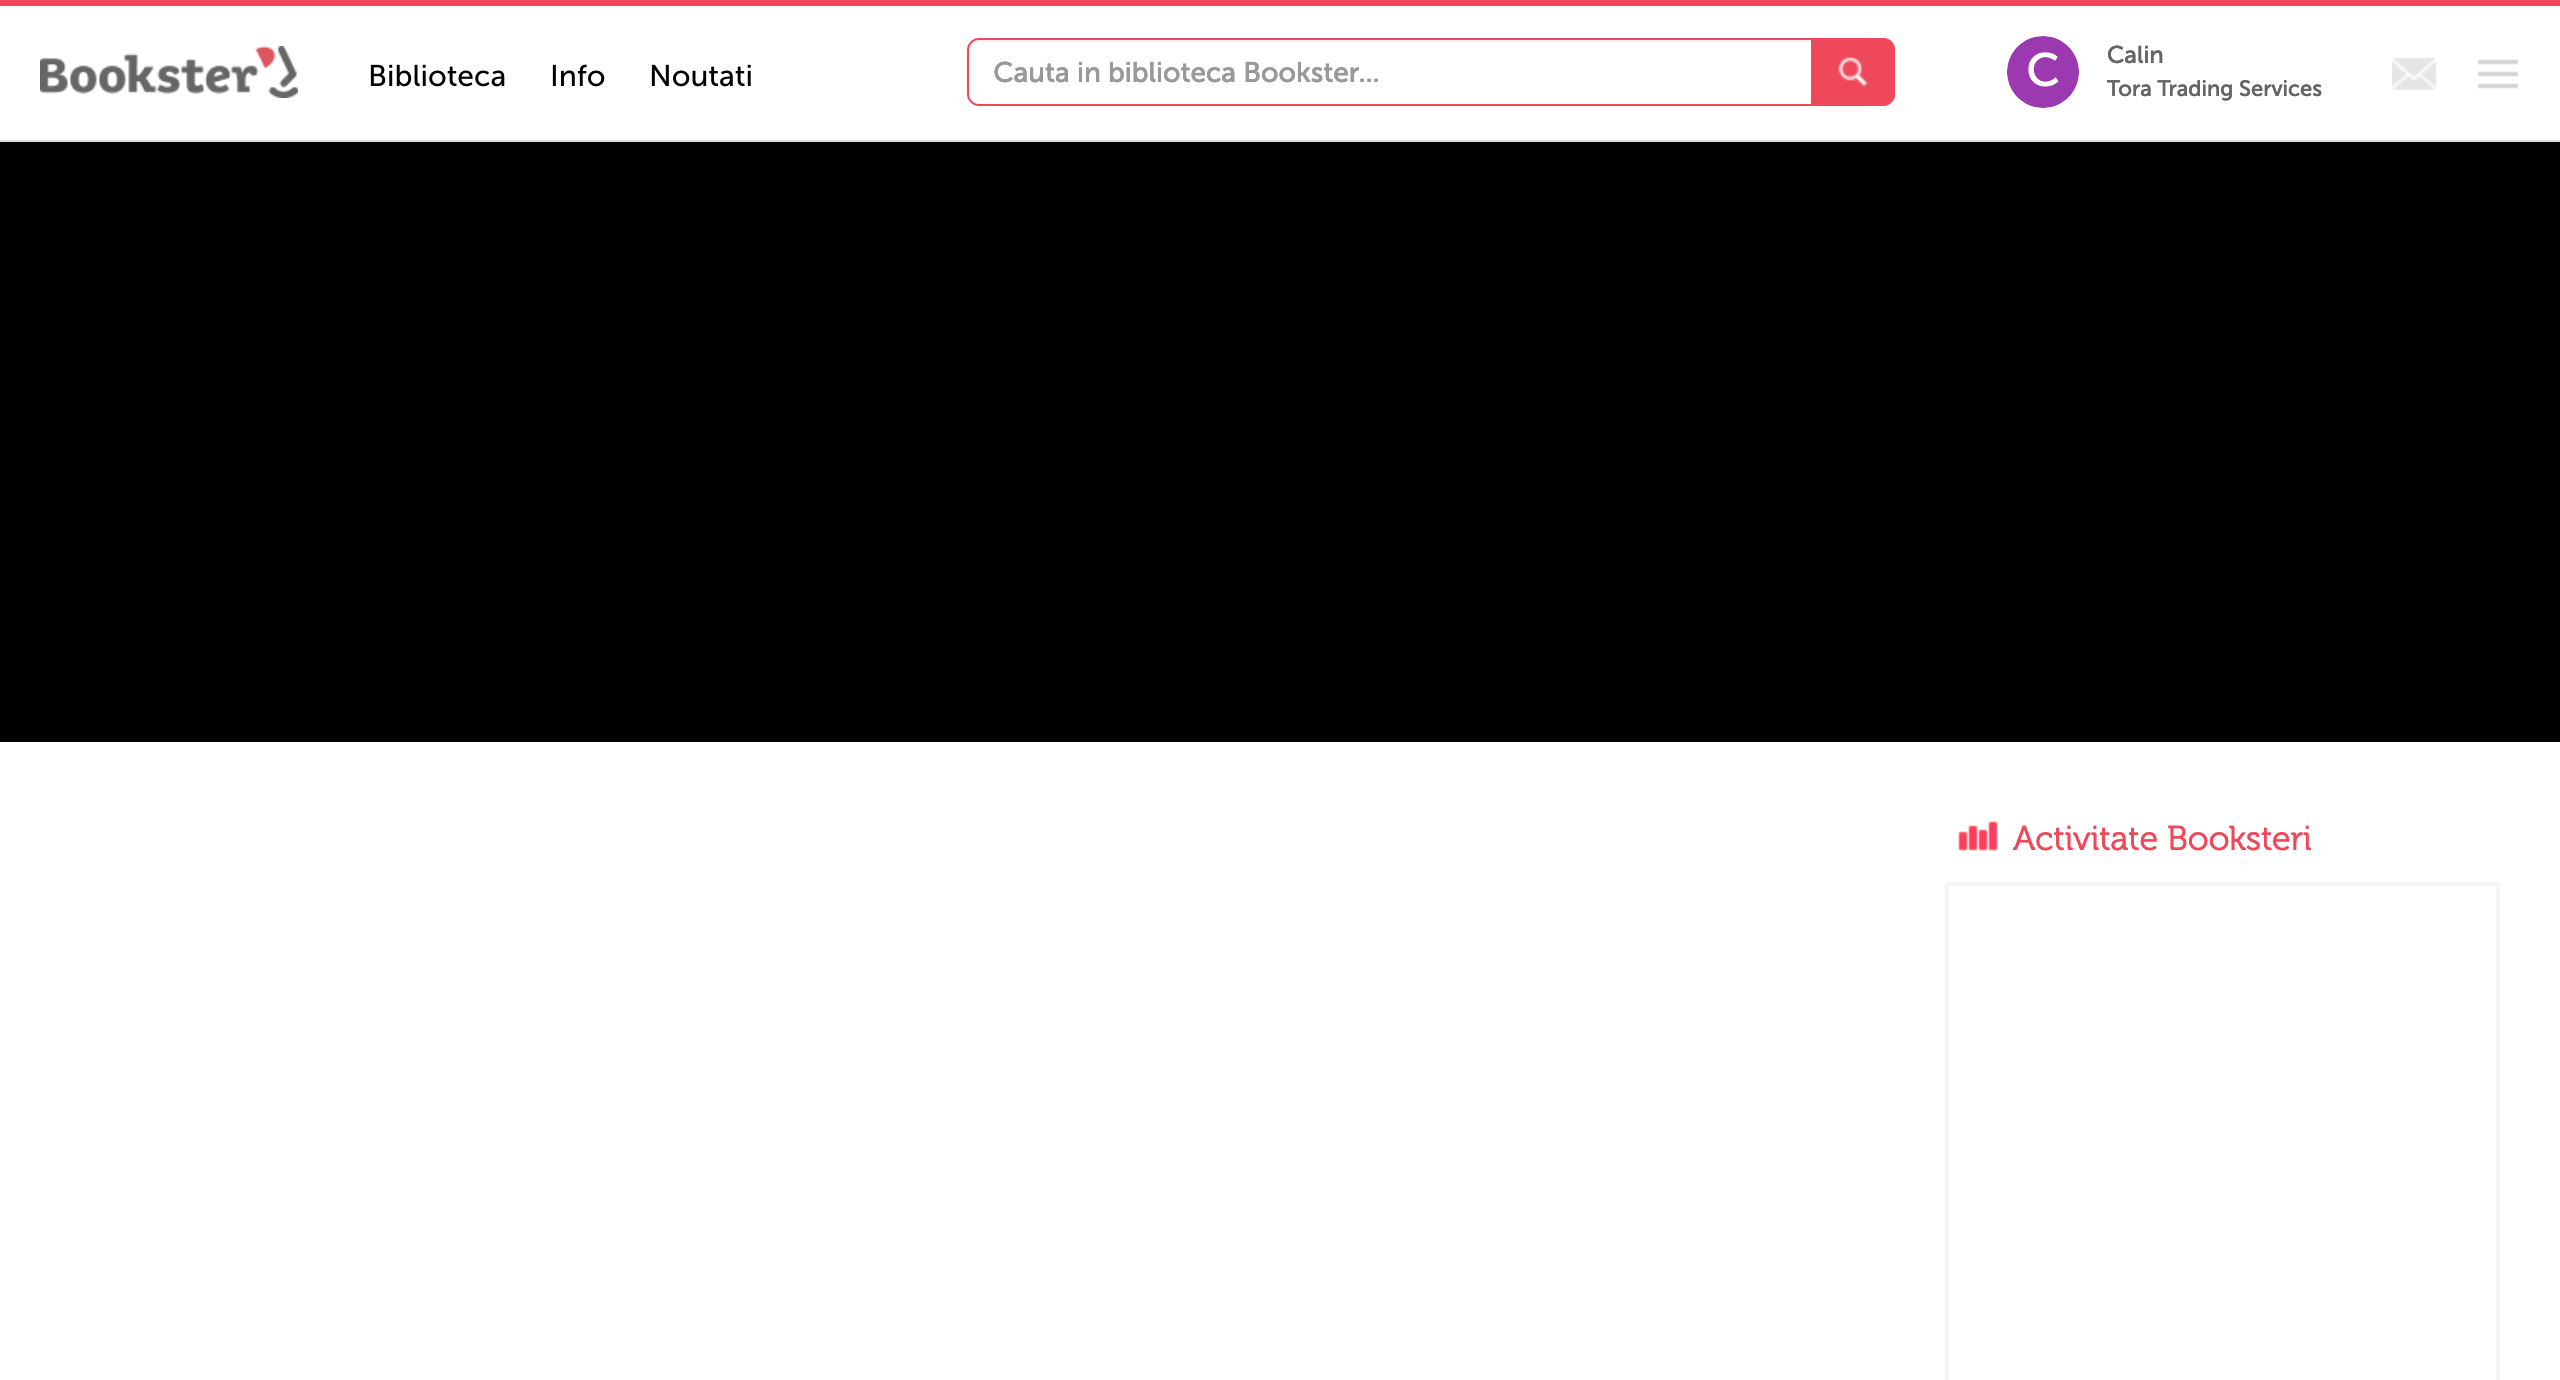 Bookster
Biblioteca
Info
Noutati
Cauta in biblioteca Bookster...
C
Calin
Tora Trading Services
Activitate Booksteri